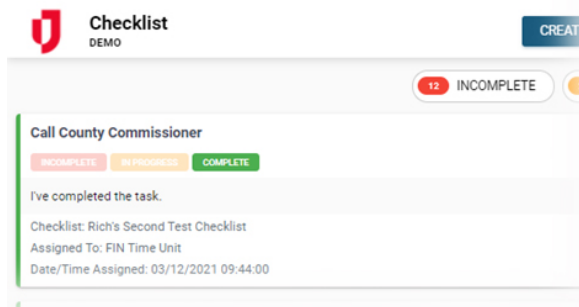 Checklist
DEMO
CREAT
12 INCOMPLETE
Call County Commissioner
INCOMPLETE IN PROGRESS COMPLETE
I've completed the task.
Checklist: Rich's Second Test Checklist
Assigned To: FIN Time Unit
Date/Time Assigned: 03/12/2021 09:44:00